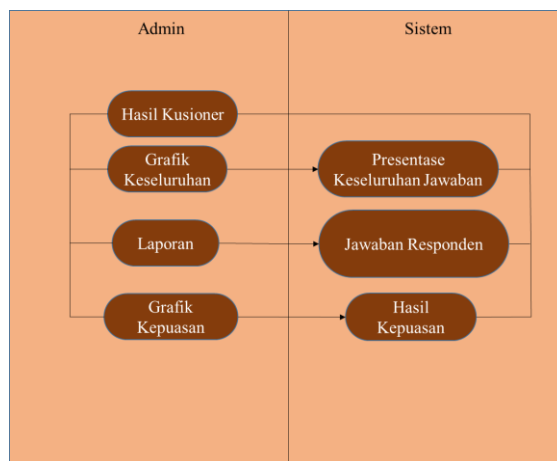 Admin
Sistem
Hasil Kusioner
Grafik
Keseluruhan
Presentase
Keseluruhan Jawaban
Laporan
Jawaban Responden
Grafik
Kepuasan
Hasil
Kepuasan